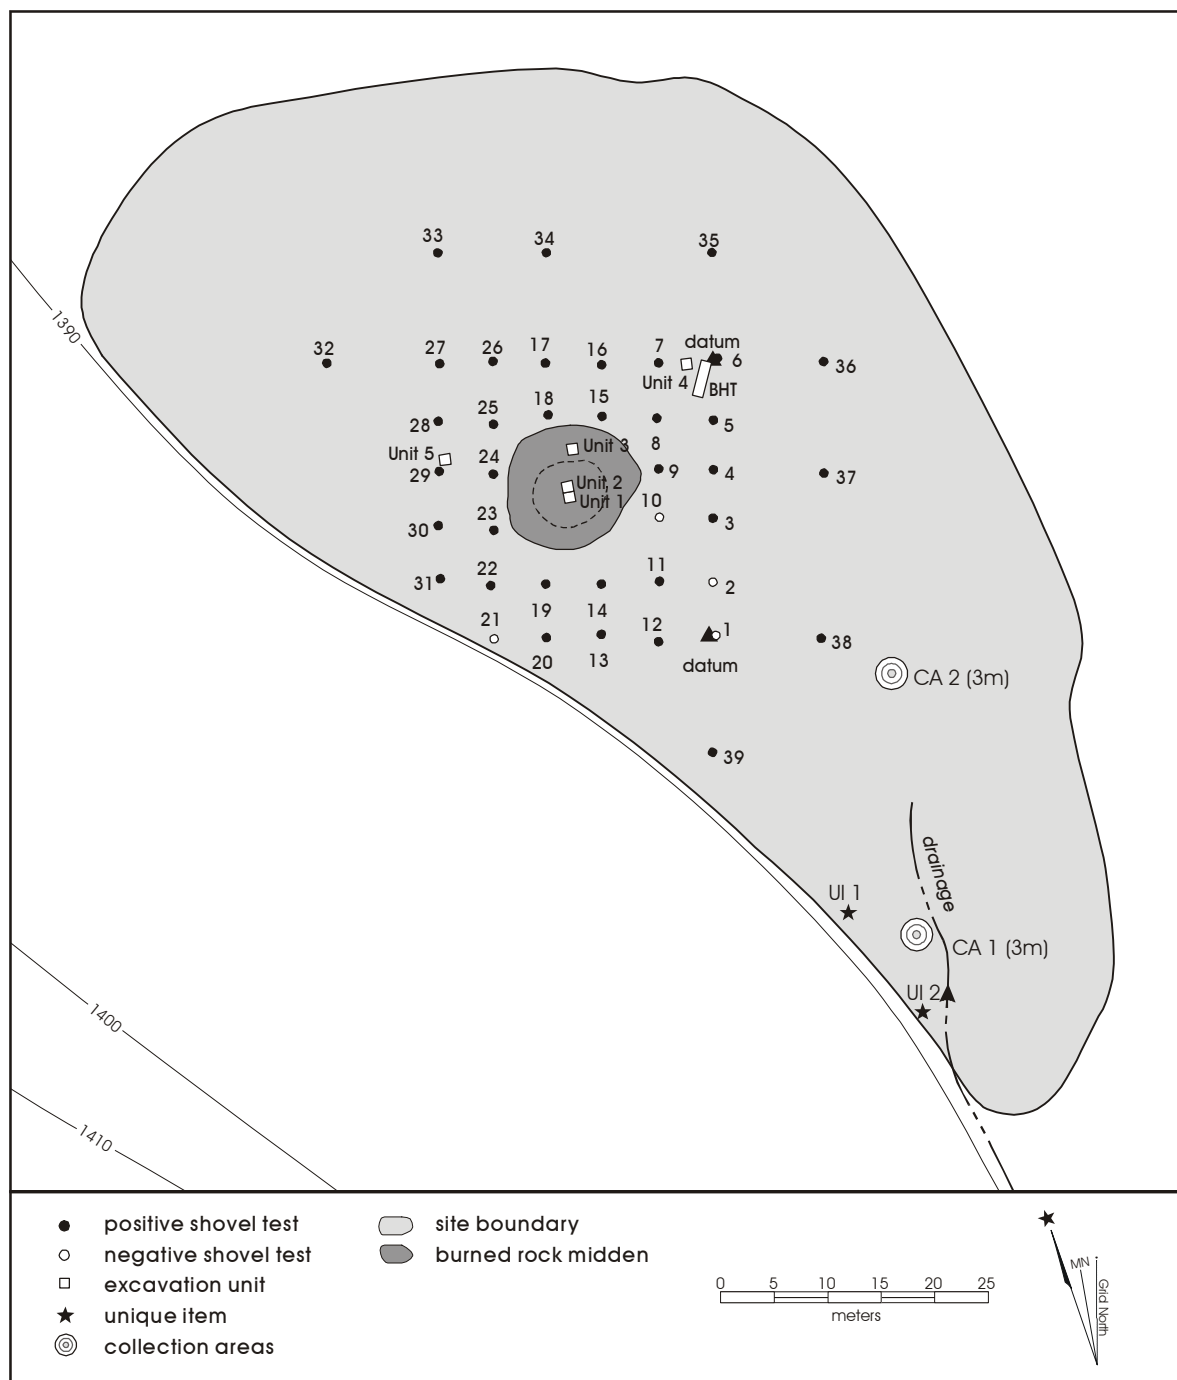 33 34 35
1390
datum
32 27 26 17 16 7 6 36
Unit 4 BHT
18 15
28 25 8 5
Unit 5 24 Unit 3
29 9 4 37
Unit 2
Unit 1 10
30 23 3
31 22 11 2
21 19 14 12 1
20 13 datum 38
CA 2 (3m)
39
drainage
UI 1
CA 1 (3m)
UI 2
1400
1410
positive shovel test
negative shovel test
excavation unit
unique item
collection areas
site boundary
burned rock midden
0 5 10 15 20 25
meters
MN
Grid North